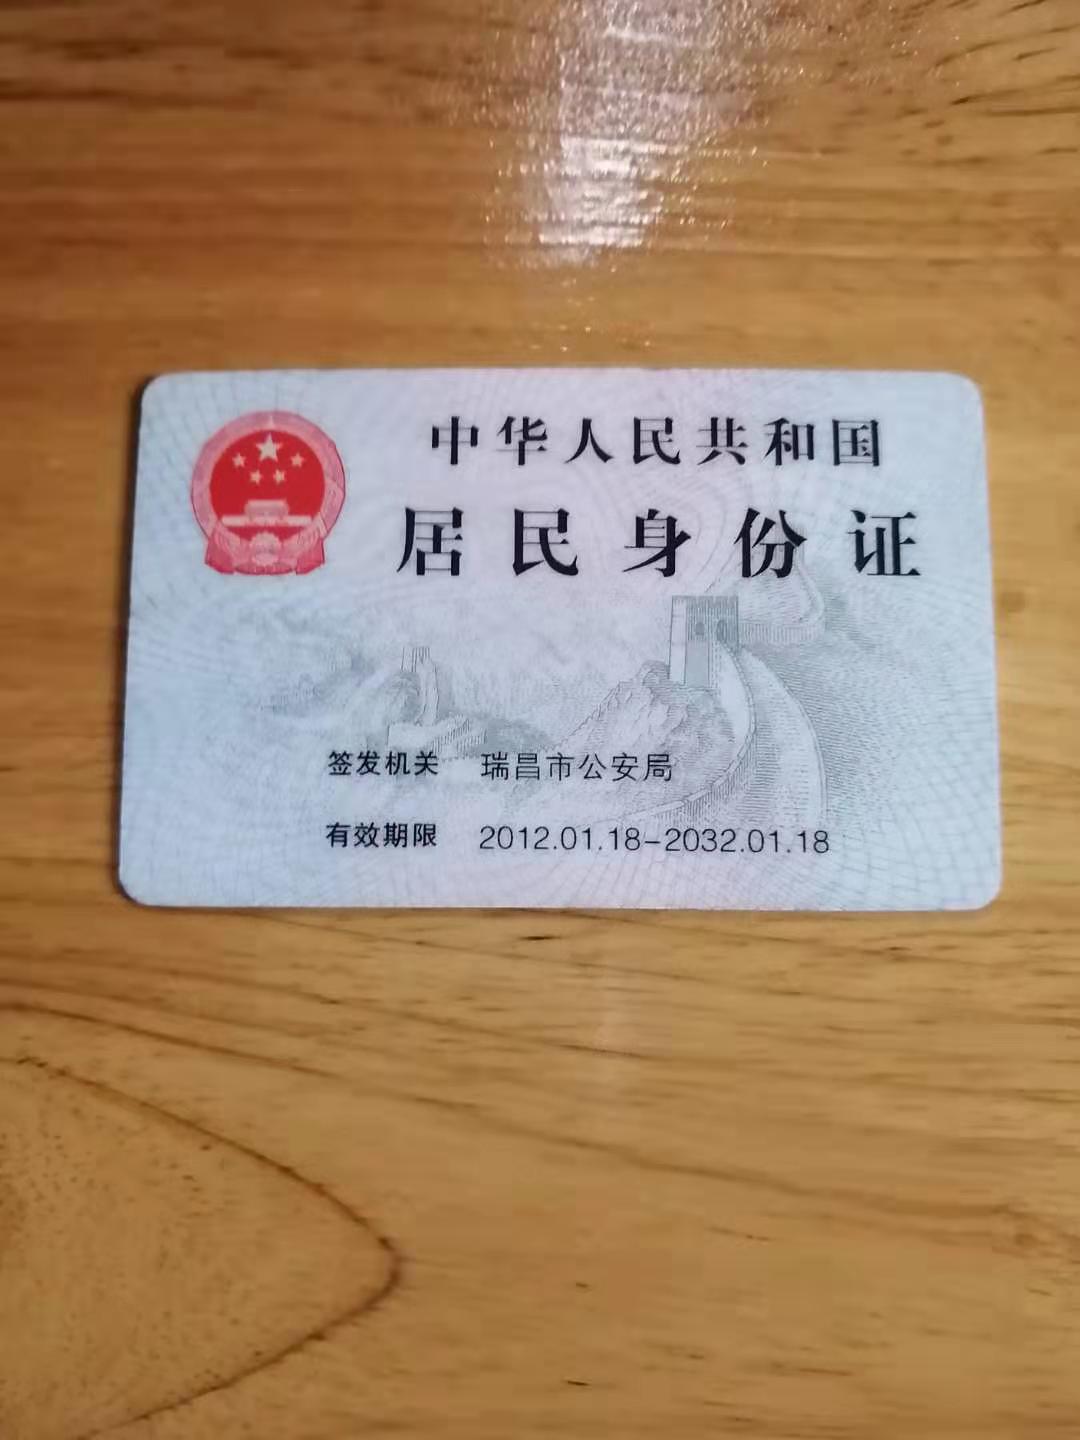 中华人民共和国
居民身份证
签发机关 瑞昌市公安局
有效期限 2012.01.18-2032.01.18